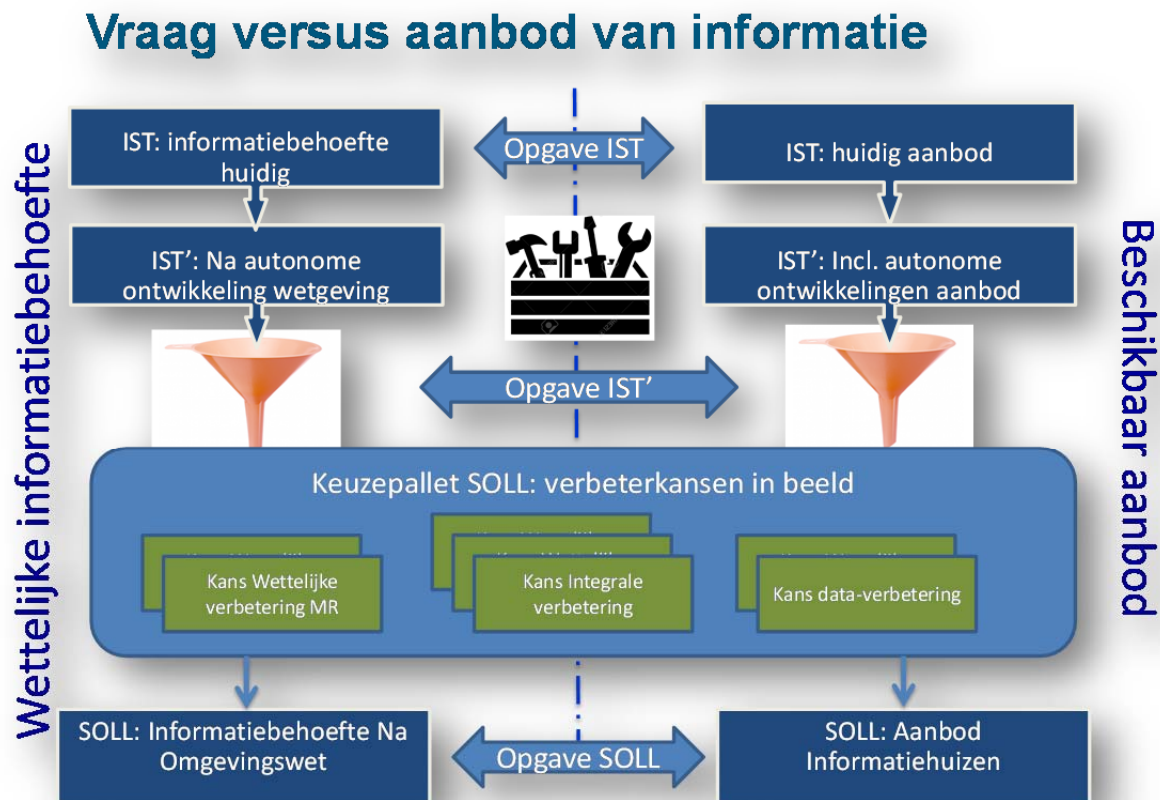 Vraag versus aanbod van informatie
Wettelijke informatiebehoefte
Beschikbaar aanbod
IST: informatiebehoefte
huidig
Opgave IST
IST: huidig aanbod
IST’: Na autonome
ontwikkeling wetgeving
IST’: Incl. autonome
ontwikkelingen aanbod
Opgave IST’
Keuzepallet SOLL: verbeterkansen in beeld
Kans Wettelijke
verbetering MR
Kans Integrale
verbetering
Kans data-verbetering
SOLL: Informatiebehoefte Na
Omgevingswet
Opgave SOLL
SOLL: Aanbod
Informatiehuizen